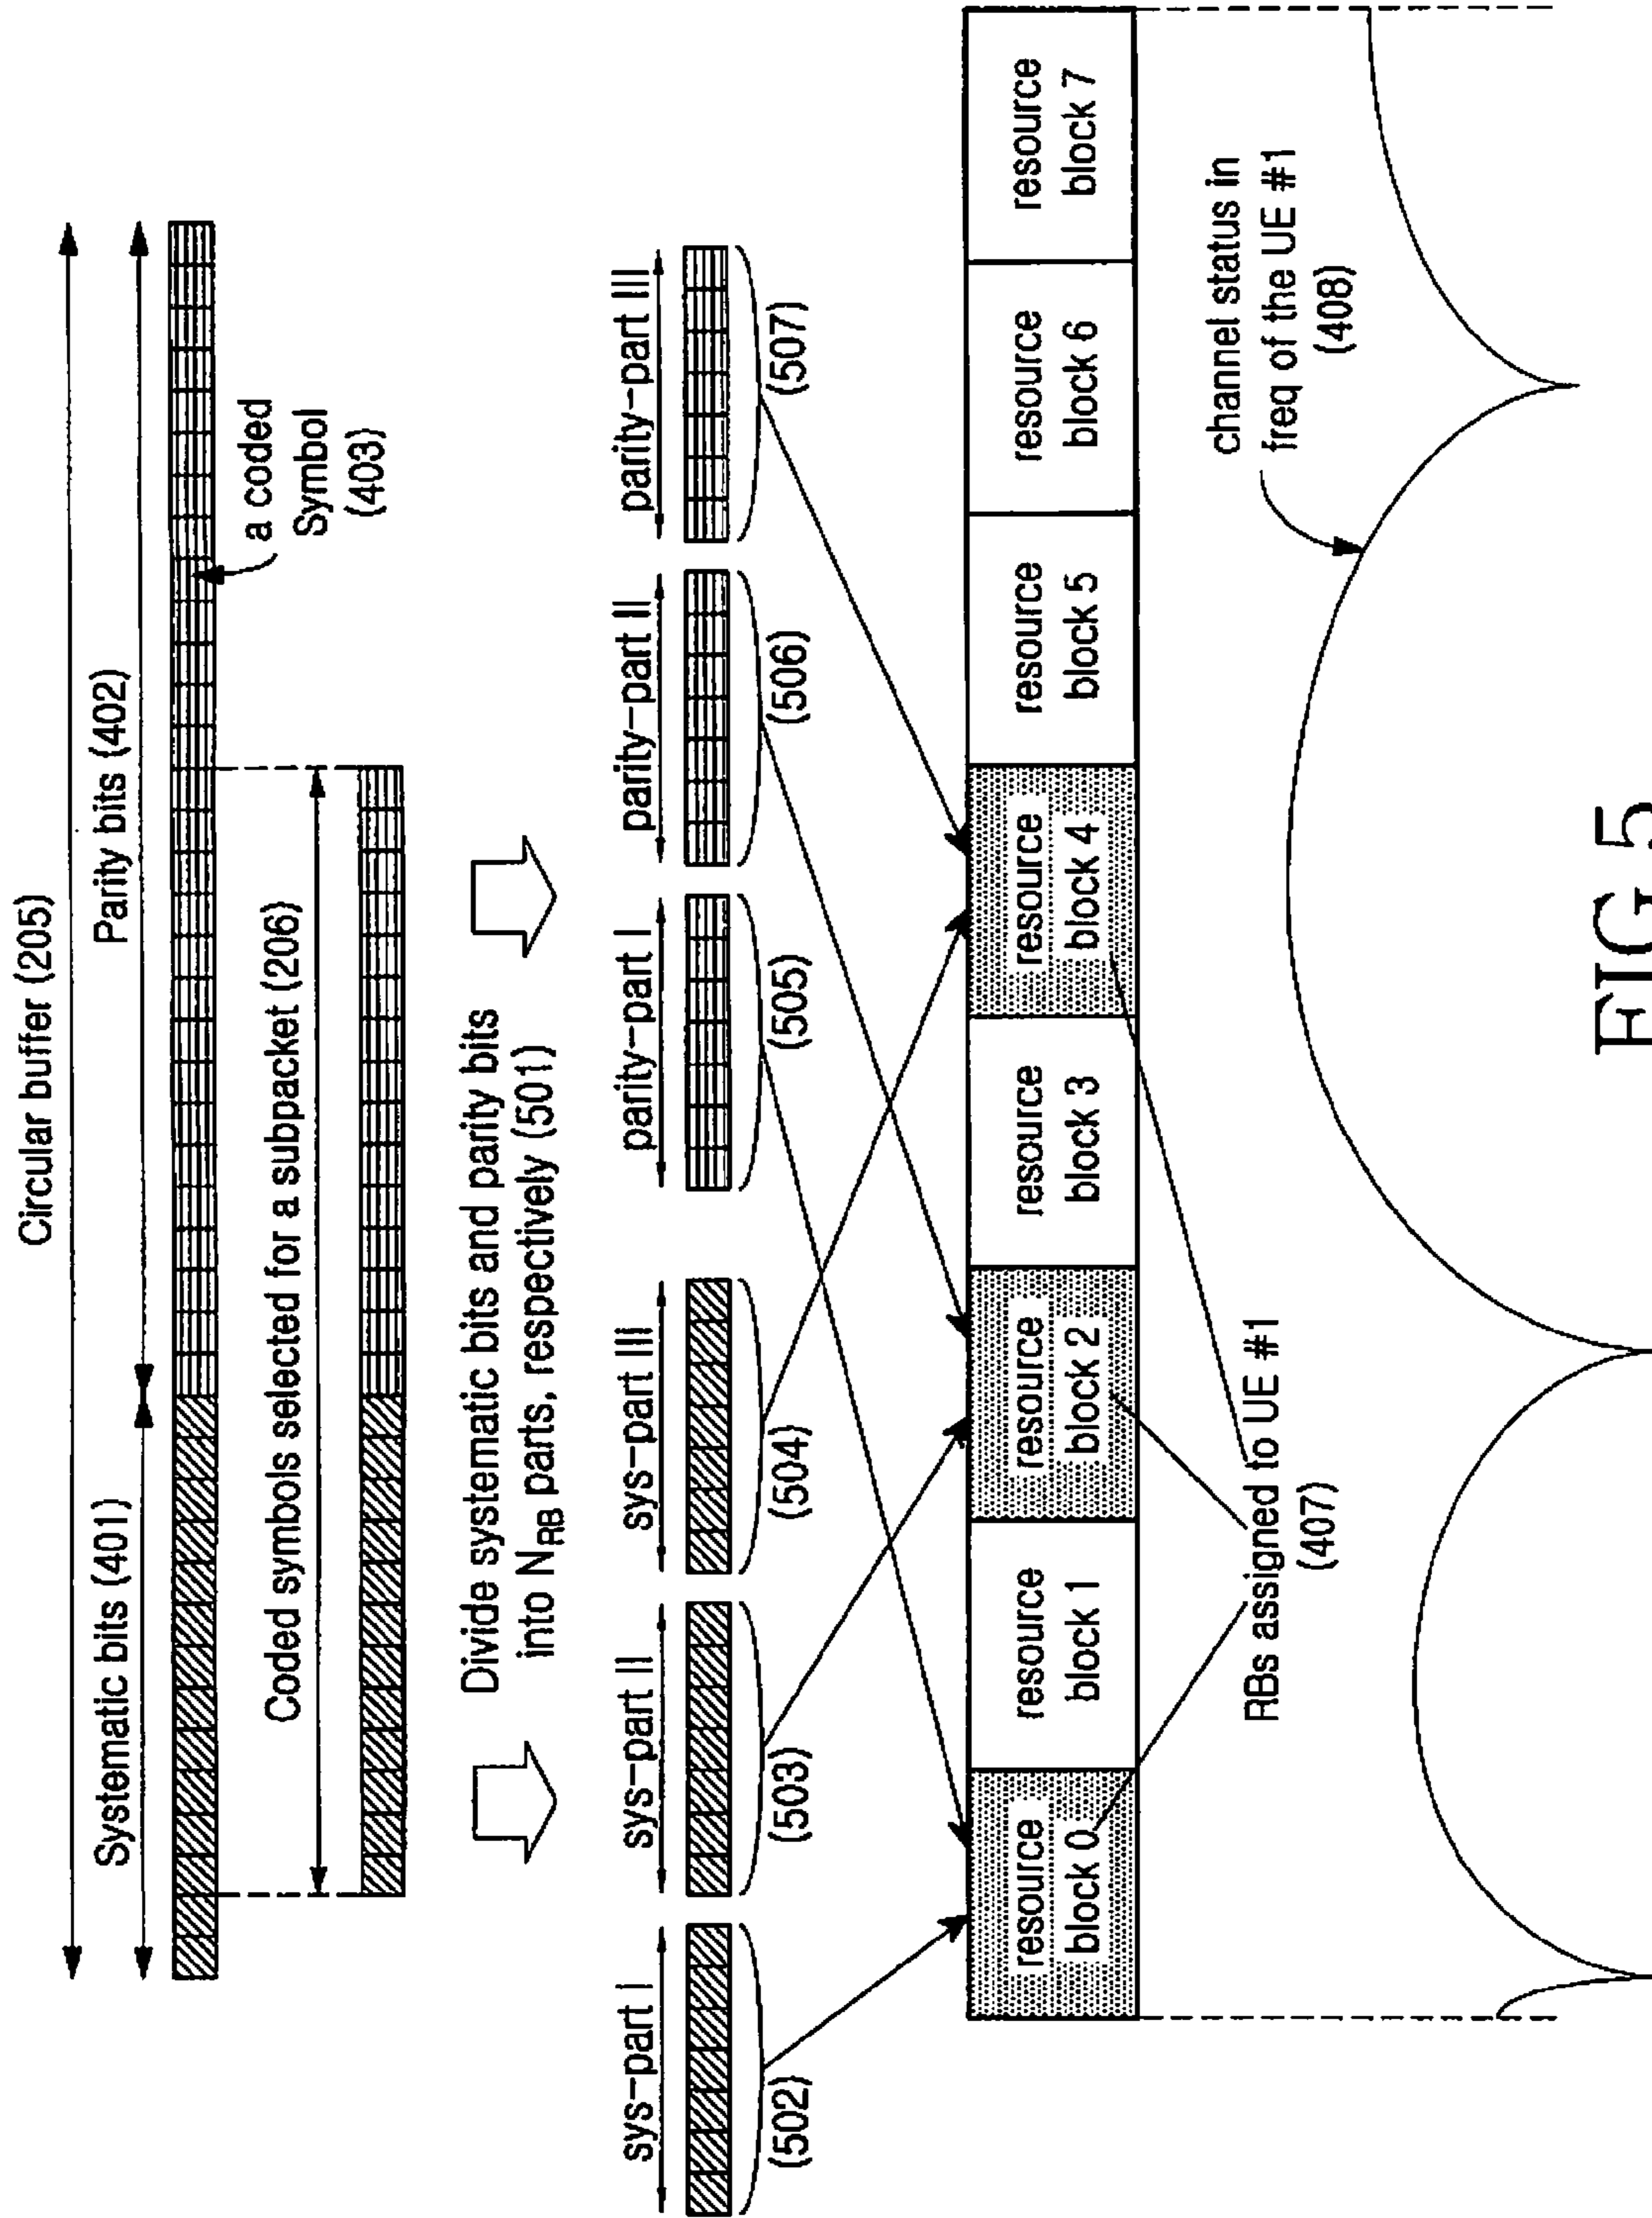 Circular buffer (205)
Systematic bits (401)
Parity bits (402)
a coded
Symbol
(403)
Coded symbols selected for a subpacket (206)
Divide systematic bits and parity bits
into NRB parts, respectively (501)
sys-part I
sys-part II
sys-part III
parity-part I
parity-part II
parity-part III
(502)
(503)
(504)
(505)
(506)
(507)
resource
block 0
resource
block 1
resource
block 2
resource
block 3
resource
block 4
resource
block 5
resource
block 6
resource
block 7
RBs assigned to UE #1
(407)
channel status in
freq of the UE #1
(408)
FIG.5